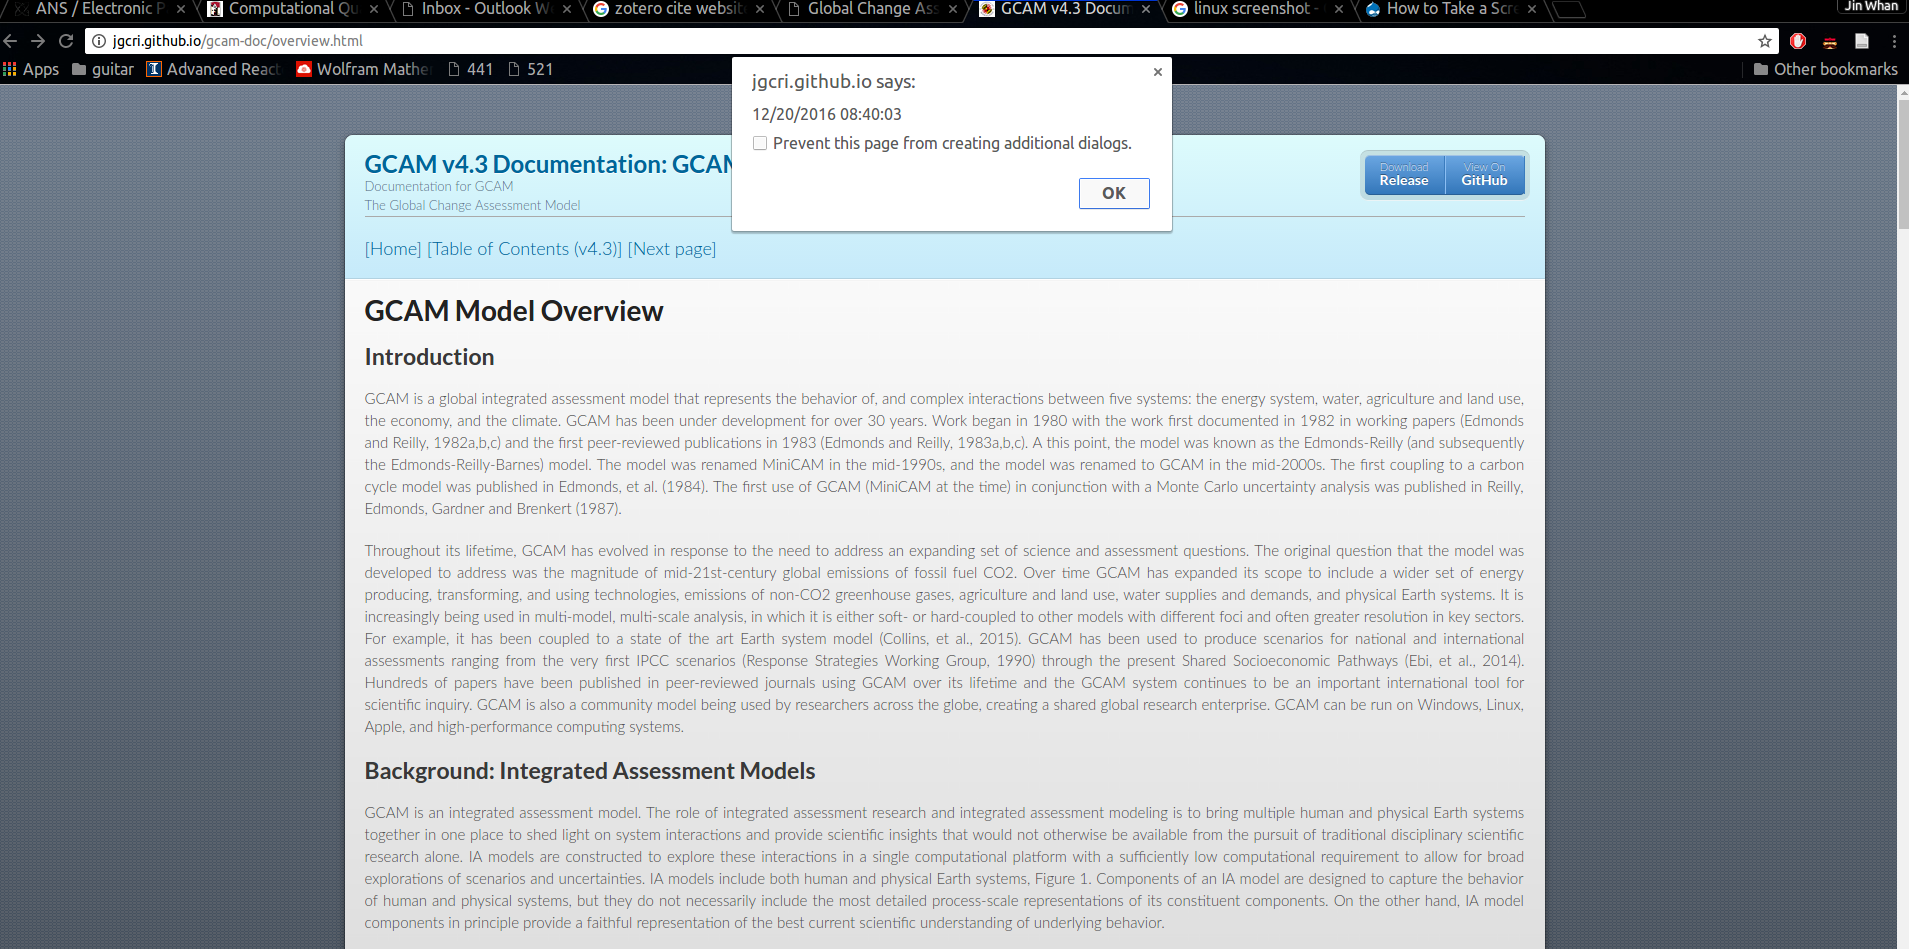 ANS / Electronic P
Computational Qu
Inbox - Outlook W
zotero cite website
Global Change Ass
GCAM v4.3 Docum
linux screenshot -
How to Take a Scre
Jin Whan
jgcri.github.io/gcam-doc/overview.html
Apps
guitar
Advanced React
Wolfram Mathe
441
521
Other bookmarks
jgcri.github.io says:
12/20/2016 08:40:03
Prevent this page from creating additional dialogs.
OK
GCAM v4.3 Documentation: GCAM
Documentation for GCAM
The Global Change Assessment Model
Download
Release
View On
GitHub
[Home] [Table of Contents (v4.3)] [Next page]
GCAM Model Overview
Introduction
GCAM is a global integrated assessment model that represents the behavior of, and complex interactions between five systems: the energy system, water, agriculture and land use,
the economy, and the climate. GCAM has been under development for over 30 years. Work began in 1980 with the work first documented in 1982 in working papers (Edmonds
and Reilly, 1982a,b,c) and the first peer-reviewed publications in 1983 (Edmonds and Reilly, 1983a,b,c). A this point, the model was known as the Edmonds-Reilly (and subsequently
the Edmonds-Reilly-Barnes) model. The model was renamed MiniCAM in the mid-1990s, and the model was renamed to GCAM in the mid-2000s. The first coupling to a carbon
cycle model was published in Edmonds, et al. (1984). The first use of GCAM (MiniCAM at the time) in conjunction with a Monte Carlo uncertainty analysis was published in Reilly,
Edmonds, Gardner and Brenkert (1987).
Throughout its lifetime, GCAM has evolved in response to the need to address an expanding set of science and assessment questions. The original question that the model was
developed to address was the magnitude of mid-21st-century global emissions of fossil fuel CO2. Over time GCAM has expanded its scope to include a wider set of energy
producing, transforming, and using technologies, emissions of non-CO2 greenhouse gases, agriculture and land use, water supplies and demands, and physical Earth systems. It is
increasingly being used in multi-model, multi-scale analysis, in which it is either soft- or hard-coupled to other models with different foci and often greater resolution in key sectors.
For example, it has been coupled to a state of the art Earth system model (Collins, et al., 2015). GCAM has been used to produce scenarios for national and international
assessments ranging from the very first IPCC scenarios (Response Strategies Working Group, 1990) through the present Shared Socioeconomic Pathways (Ebi, et al., 2014).
Hundreds of papers have been published in peer-reviewed journals using GCAM over its lifetime and the GCAM system continues to be an important international tool for
scientific inquiry. GCAM is also a community model being used by researchers across the globe, creating a shared global research enterprise. GCAM can be run on Windows, Linux,
Apple, and high-performance computing systems.
Background: Integrated Assessment Models
GCAM is an integrated assessment model. The role of integrated assessment research and integrated assessment modeling is to bring multiple human and physical Earth systems
together in one place to shed light on system interactions and provide scientific insights that would not otherwise be available from the pursuit of traditional disciplinary scientific
research alone. IA models are constructed to explore these interactions in a single computational platform with a sufficiently low computational requirement to allow for broad
explorations of scenarios and uncertainties. IA models include both human and physical Earth systems, Figure 1. Components of an IA model are designed to capture the behavior
of human and physical systems, but they do not necessarily include the most detailed process-scale representations of its constituent components. On the other hand, IA model
components in principle provide a faithful representation of the best current scientific understanding of underlying behavior.